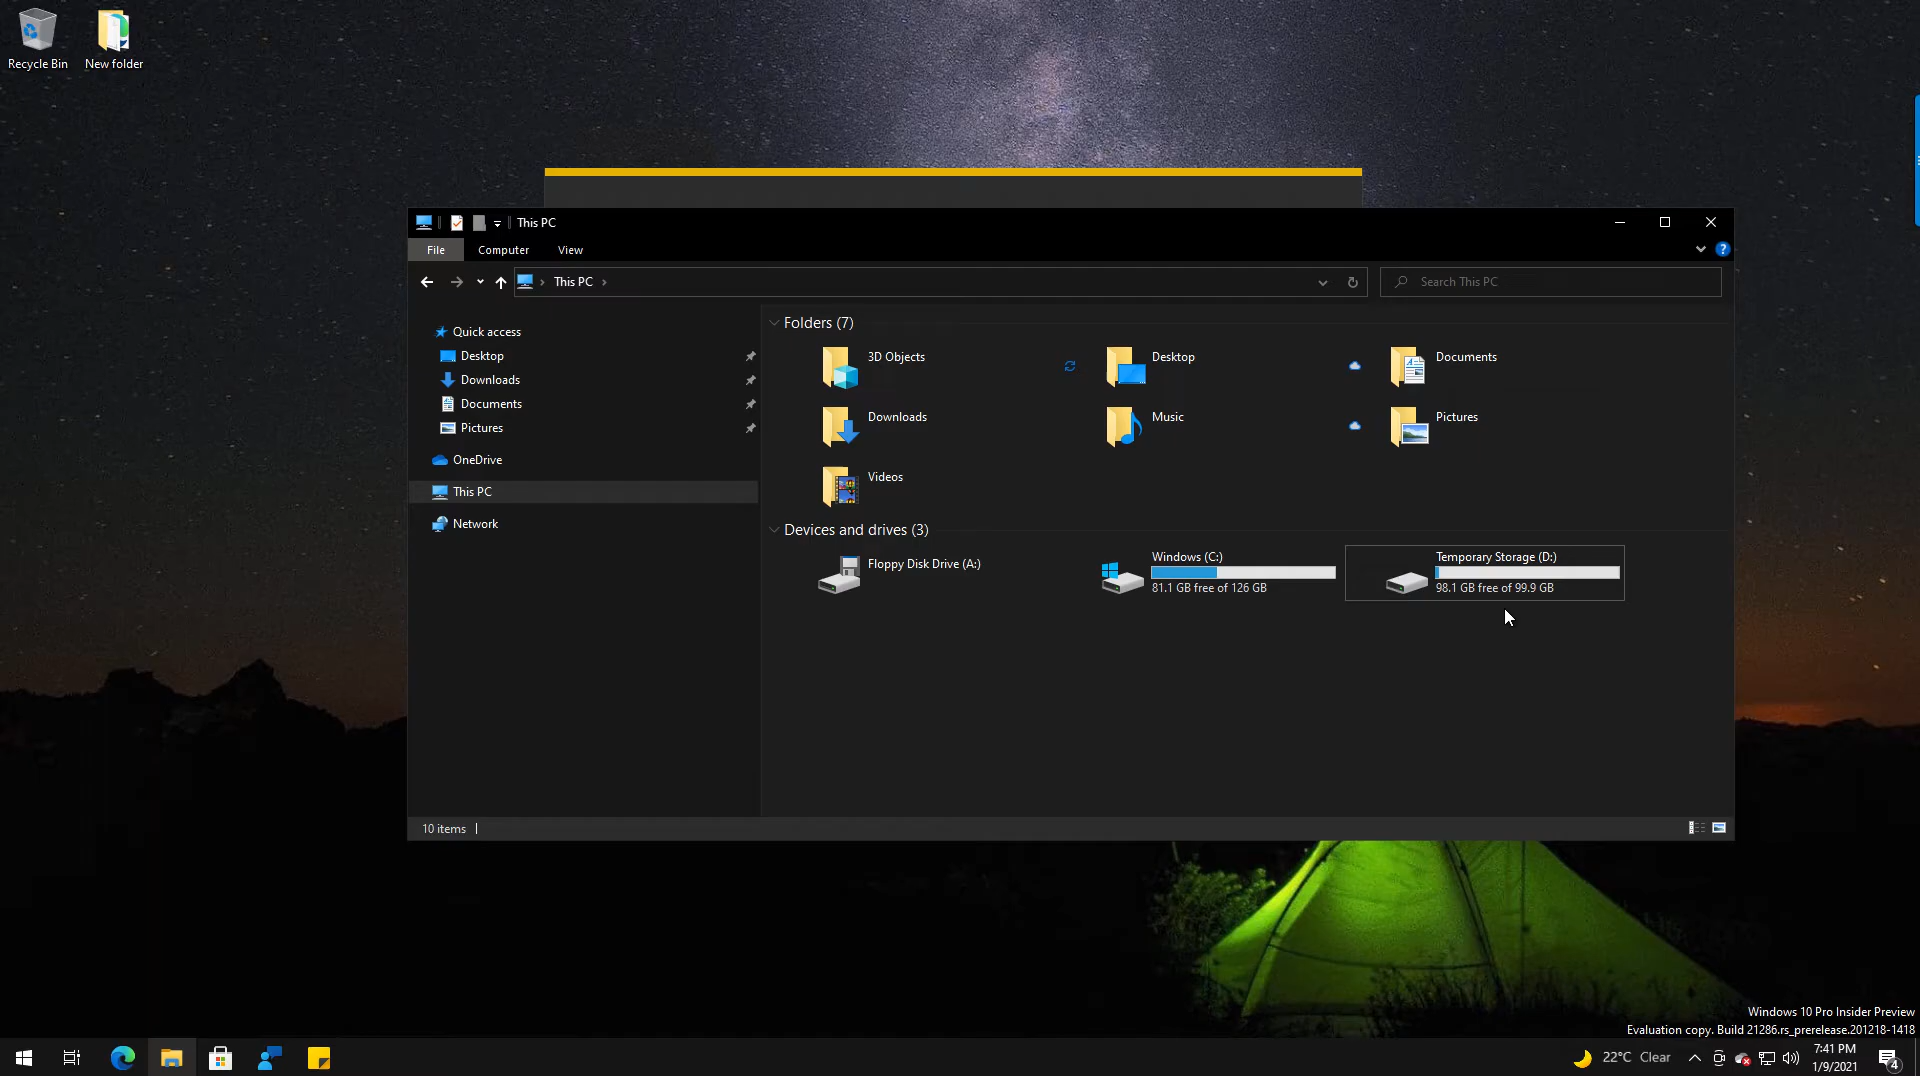 Recycle Bin
New folder
This PC
File
Computer
View
?
This PC
Search This PC
Quick access
Desktop
Downloads
Documents
Pictures
OneDrive
This PC
Network
Folders (7)
3D Objects
Desktop
Documents
Downloads
Music
Pictures
Videos
Devices and drives (3)
Floppy Disk Drive (A:)
Windows (C:)
81.1 GB free of 126 GB
Temporary Storage (D:)
98.1 GB free of 99.9 GB
10 items
Windows 10 Pro Insider Preview
Evaluation copy. Build 21286.rs_prerelease.201218-1418
22°C Clear
7:41 PM
1/9/2021
4